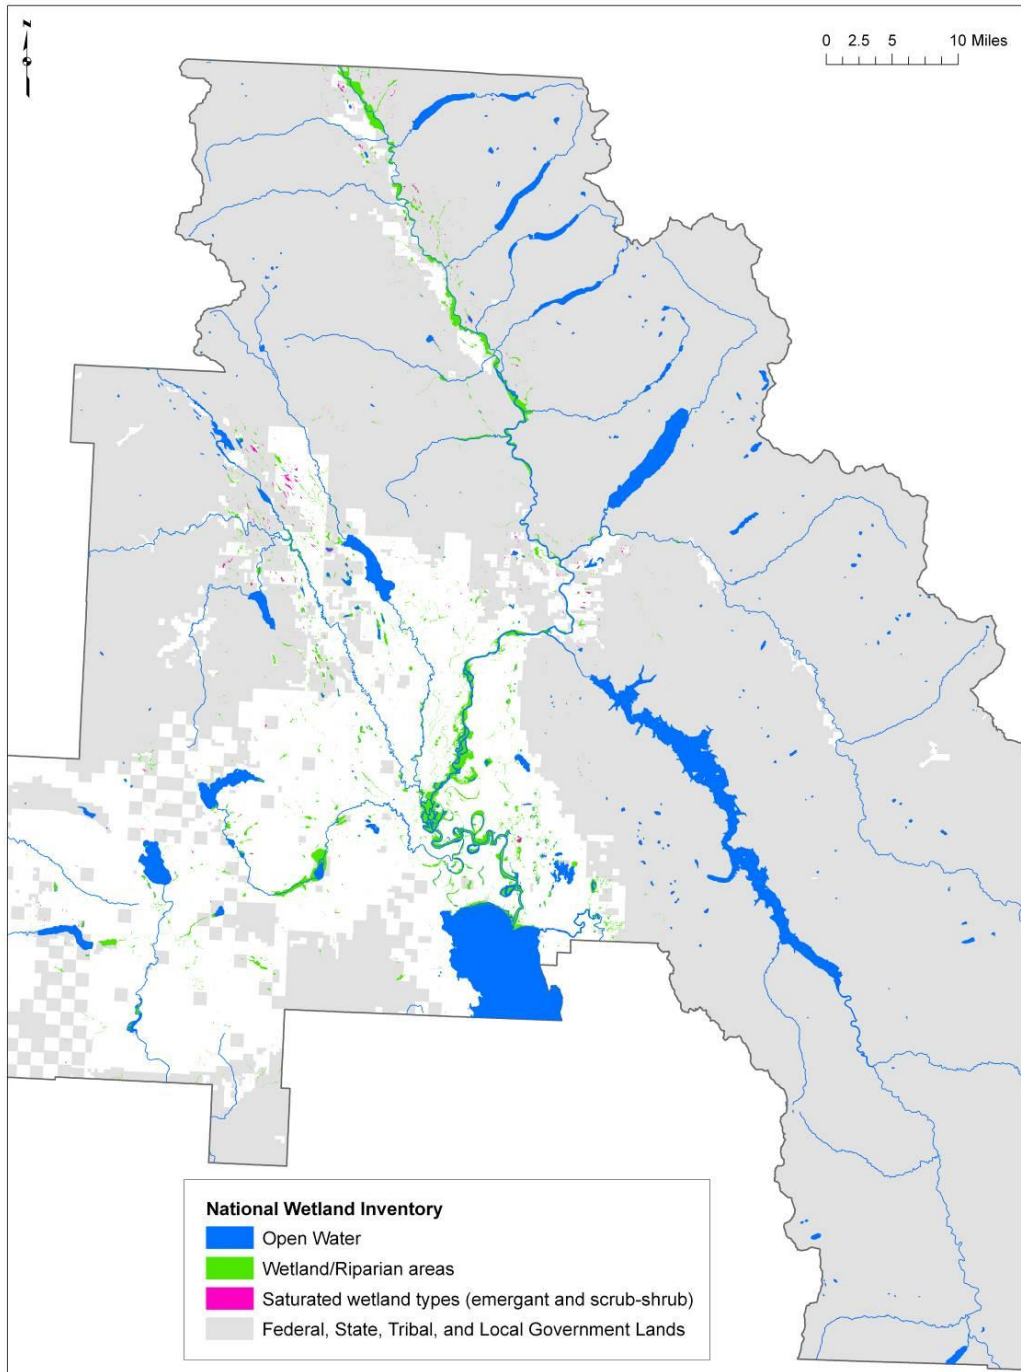 N
0 2.5 5 10 Miles
National Wetland Inventory
Open Water
Wetland/Riparian areas
Saturated wetland types (emergant and scrub-shrub)
Federal, State, Tribal, and Local Government Lands